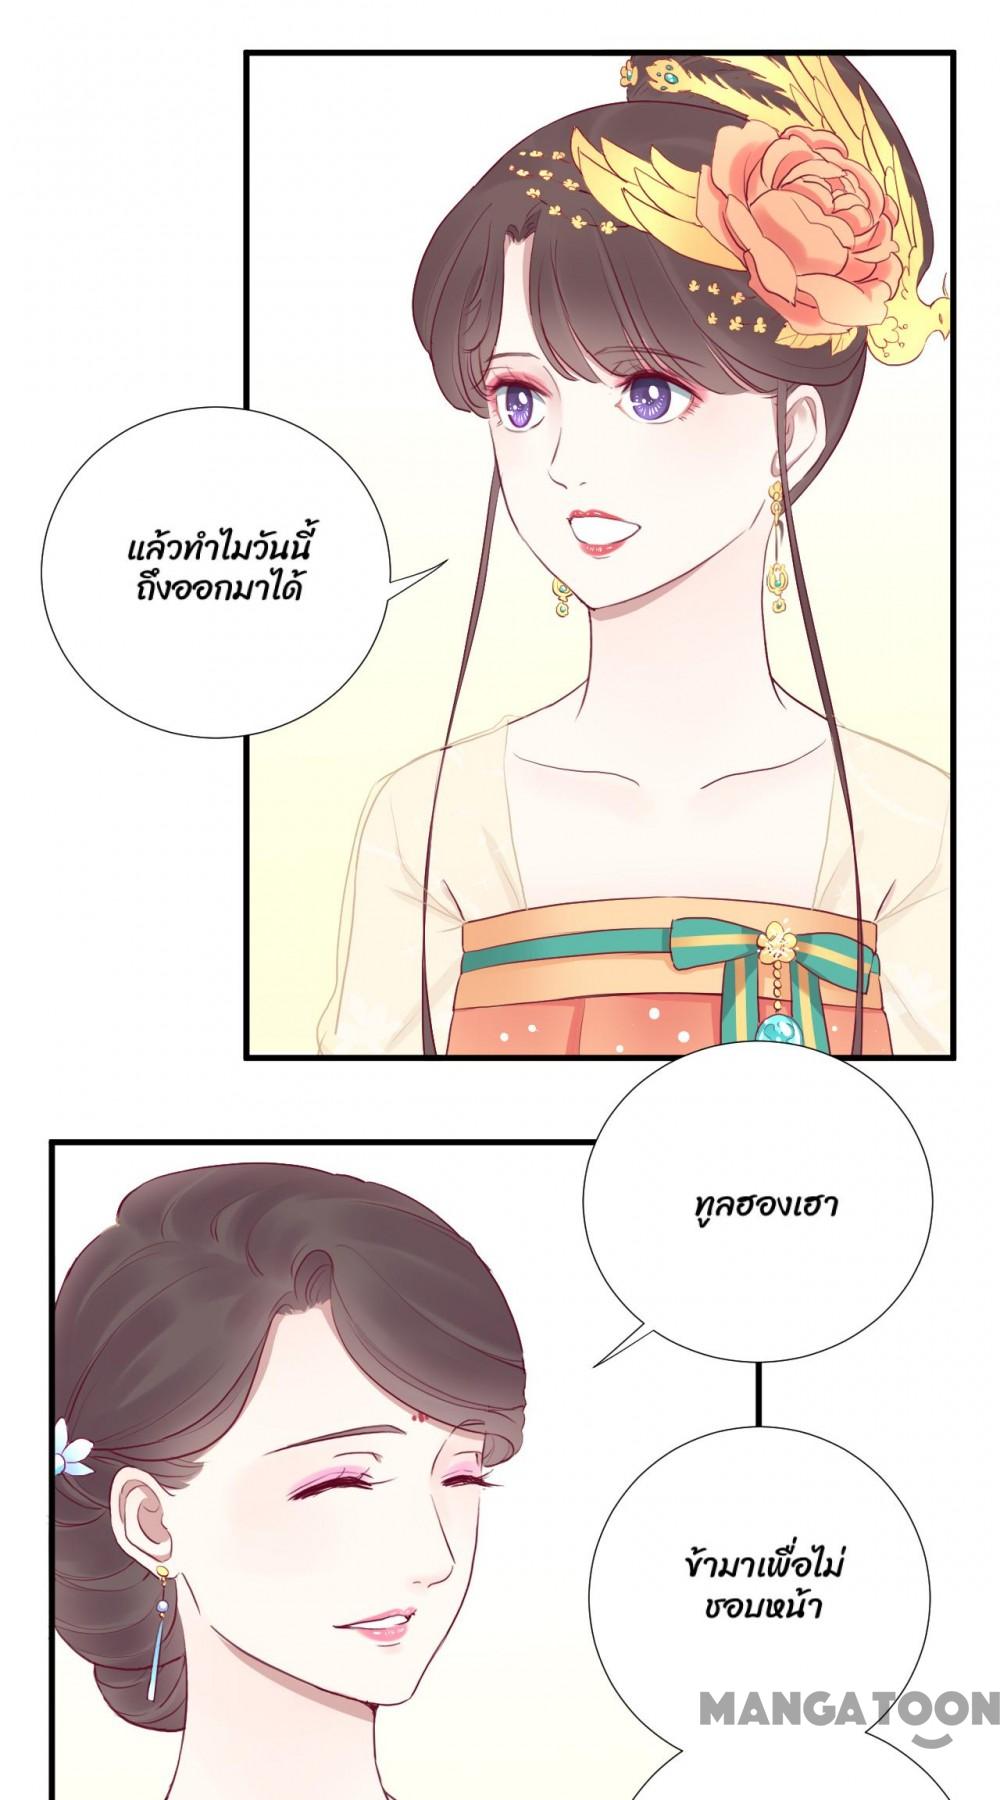 แล้วทำไมวันนี้
ถึงออกมาได้
ทูลฮองเฮา
ข้ามาเพื่อไม่
ชอบหน้า
MANGATOON